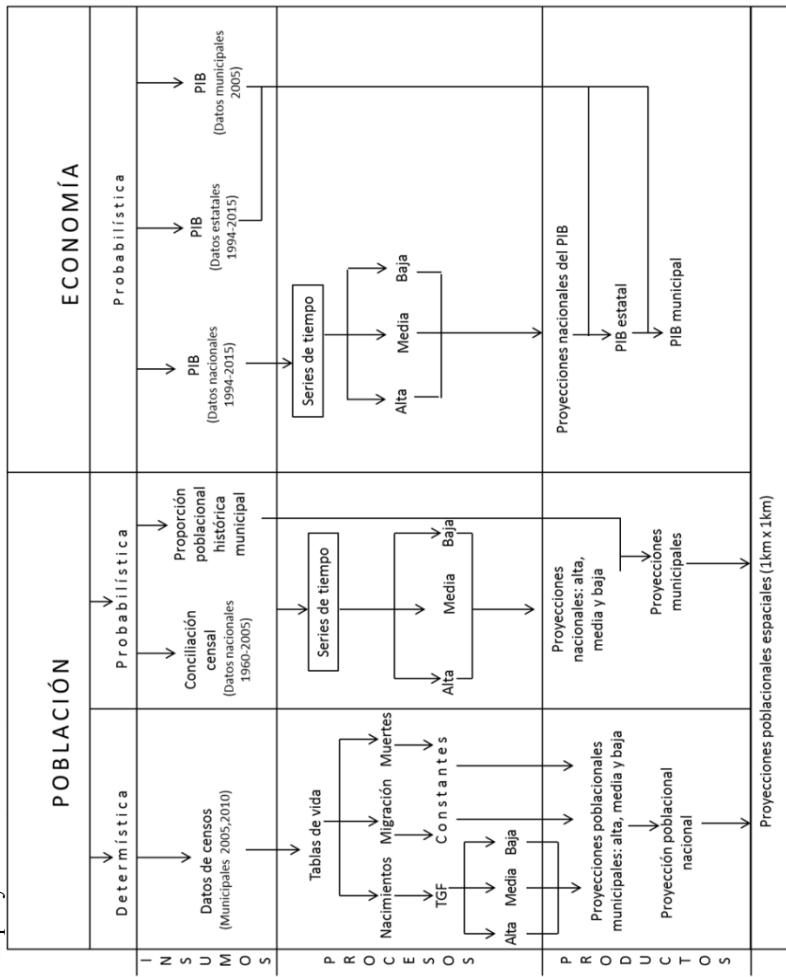 POBLACIÓN
ECONOMÍA
Determística
Probabilística
Probabilística
INSUMOS
Datos de censos
(Municipales 2005,2010)
Conciliación
censal
(Datos nacionales
1960-2005)
Proporción
poblacional
histórica
municipal
PIB
(Datos nacionales
1994-2015)
PIB
(Datos estatales
1994-2015)
PIB
(Datos municipales
2005)
PROCESOS
Tablas de vida
Nacimientos Migración Muertes
TGF
Constantes
Alta Media Baja
Series de tiempo
Alta Media Baja
Series de tiempo
Alta Media Baja
PRODUCTOS
Proyecciones poblacionales
municipales: alta, media y baja
Proyección poblacional
nacional
Proyecciones
nacionales: alta,
media y baja
Proyecciones
municipales
Proyecciones nacionales del PIB
PIB estatal
PIB municipal
Proyecciones poblacionales espaciales (1km x 1km)